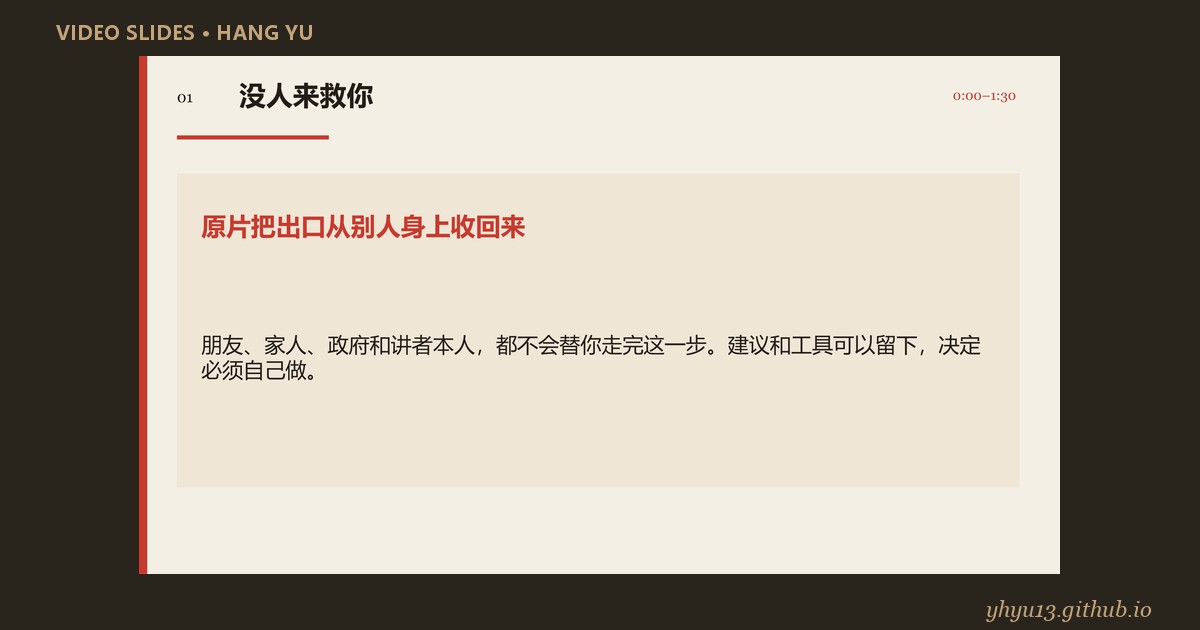 VIDEO SLIDES • HANG YU
01
没人来救你
0:00–1:30
原片把出口从别人身上收回来
朋友、家人、政府和讲者本人，都不会替你走完这一步。建议和工具可以留下，决定
必须自己做。
yhyu13.github.io